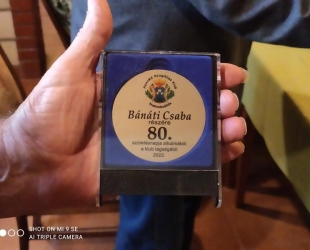 Bánáti Csaba
részére
80.
születésnapja alkalmából
a klub tagságától
2022.
SHOT ON MI 9 SE
AI TRIPLE CAMERA